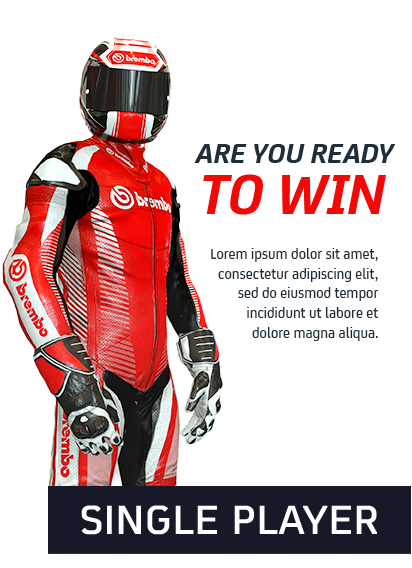 brembo
ARE YOU READY
TO WIN
brembo
Lorem ipsum dolor sit amet,
consectetur adipiscing elit,
sed do eiusmod tempor
incididunt ut labore et
dolore magna aliqua.
brembo
brembo
SINGLE PLAYER